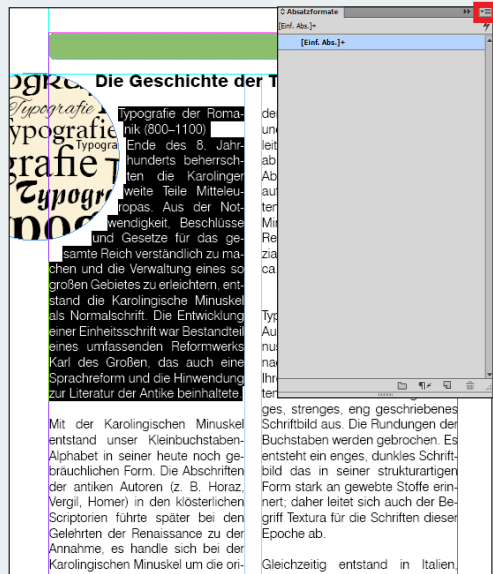 Absatzformate
[Einf. Abs.]+
[Einf. Abs.]+
Die Geschichte der T
Typografie
Typografie
Typogra
rafie
Typogra
Typografie der Roma-
nik (800–1100)
Ende des 8. Jahr-
hunderts beherrsch-
ten die Karolinger
weite Teile Mitteleu-
ropas. Aus der Not-
wendigkeit, Beschlüsse
und Gesetze für das ge-
samte Reich verständlich zu ma-
chen und die Verwaltung eines so
großen Gebietes zu erleichtern, ent-
stand die Karolingische Minuskel
als Normalschrift. Die Entwicklung
einer Einheitsschrift war Bestandteil
eines umfassenden Reformwerks
Karl des Großen, das auch eine
Sprachreform und die Hinwendung
zur Literatur der Antike beinhaltete.
Mit der Karolingischen Minuskel
entstand unser Kleinbuchstaben-
Alphabet in seiner heute noch ge-
bräuchlichen Form. Die Abschriften
der antiken Autoren (z. B. Horaz,
Vergil, Homer) in den klösterlichen
Scriptorien führte später bei den
Gelehrten der Renaissance zu der
Annahme, es handle sich bei der
Karolingischen Minuskel um die ori-
ges, strenges, eng geschriebenes
Schriftbild aus. Die Rundungen der
Buchstaben werden gebrochen. Es
entsteht ein enges, dunkles Schrift-
bild das in seiner strukturartigen
Form stark an gewebte Stoffe erin-
nert; daher leitet sich auch der Be-
griff Textura für die Schriften dieser
Epoche ab.
Gleichzeitig entstand in Italien,